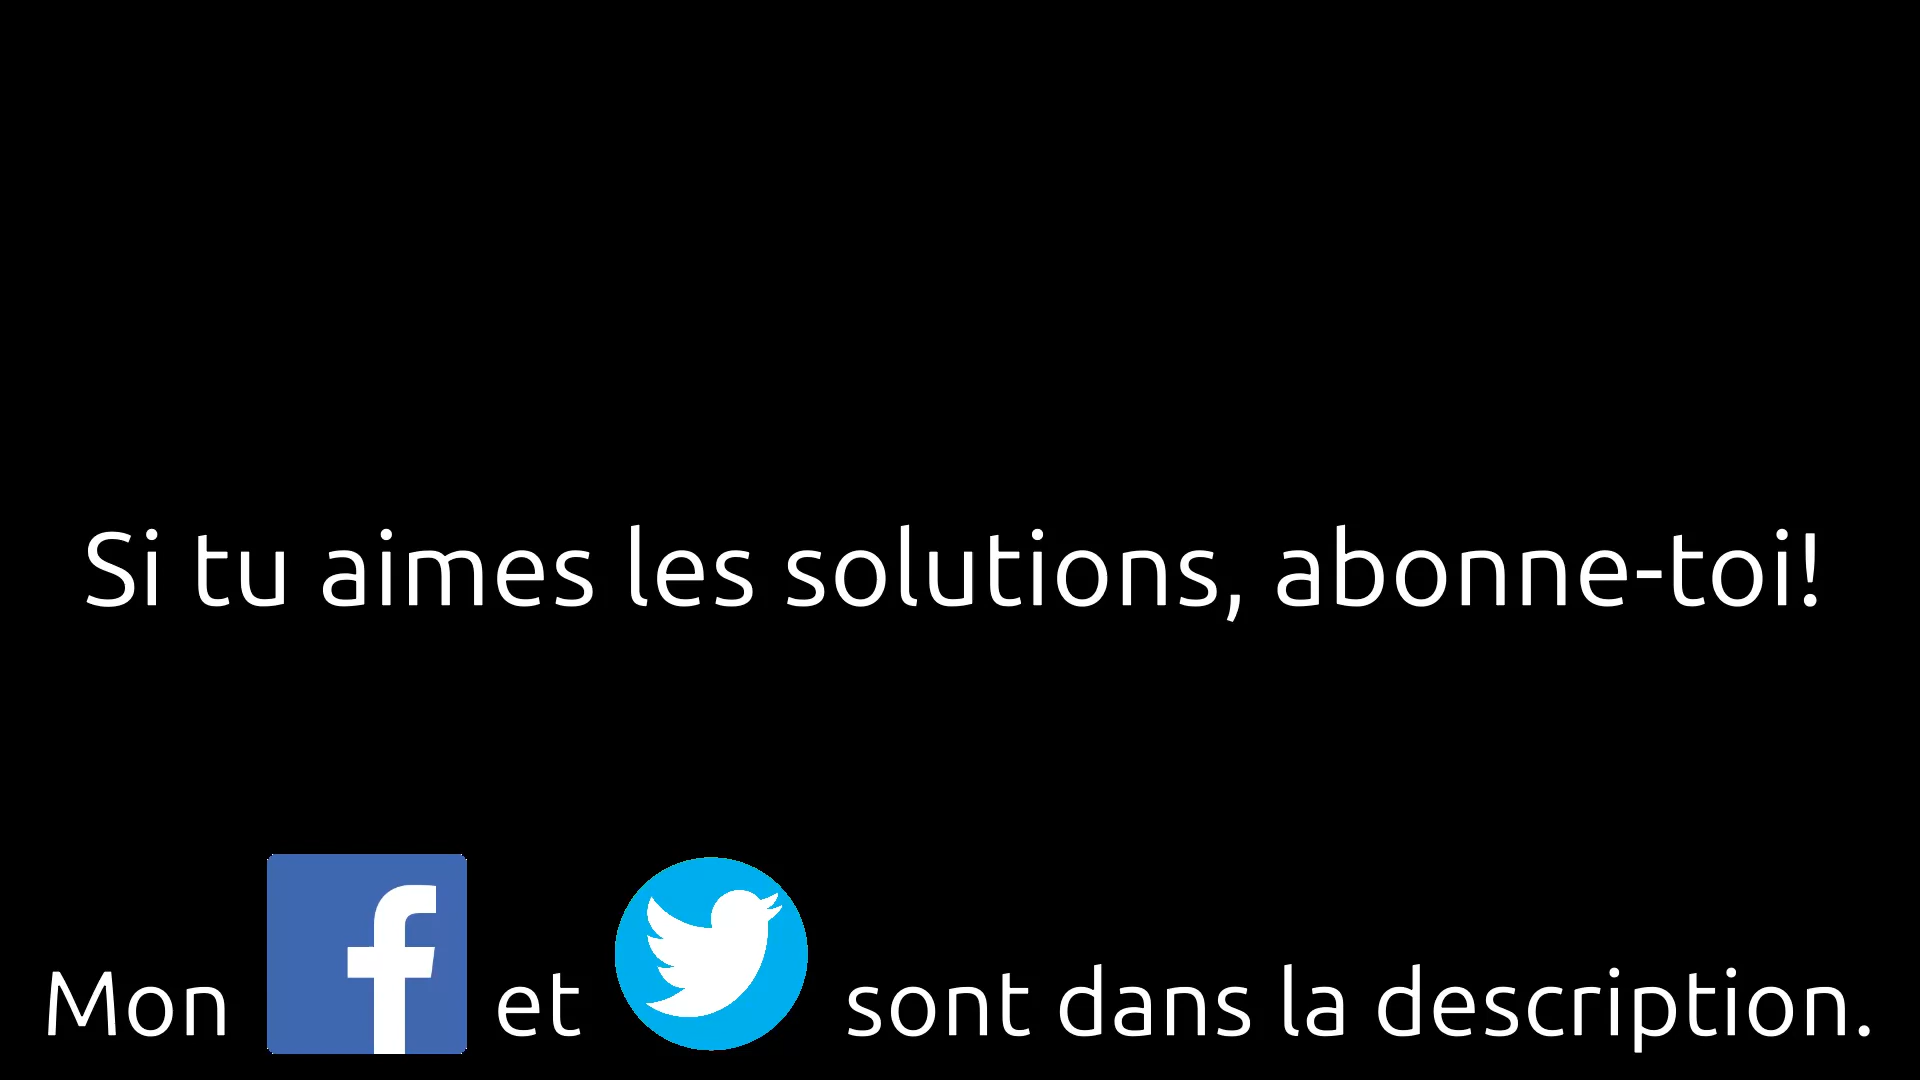 Si tu aimes les solutions, abonne-toi!
Mon f et sont dans la description.